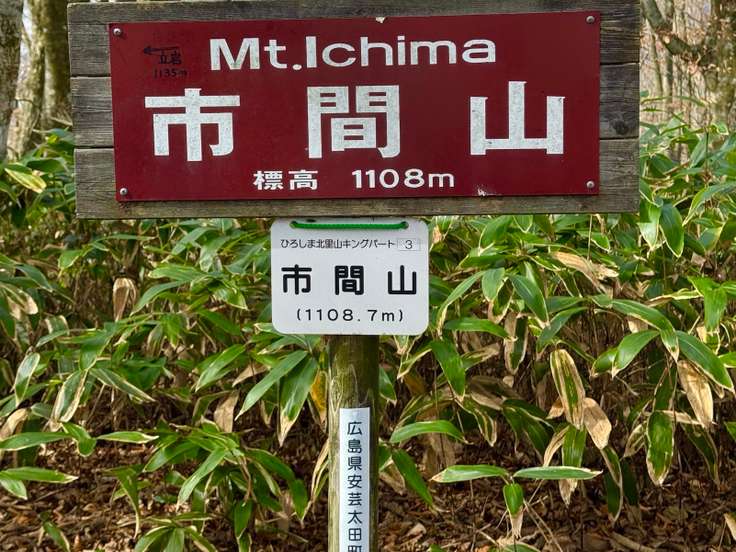 Mt.Ichima
立岩
1135m
市間山
標高 1108m
ひろしま北里山キングパート 3
市間山
(1108.7m)
広島県安芸太田町